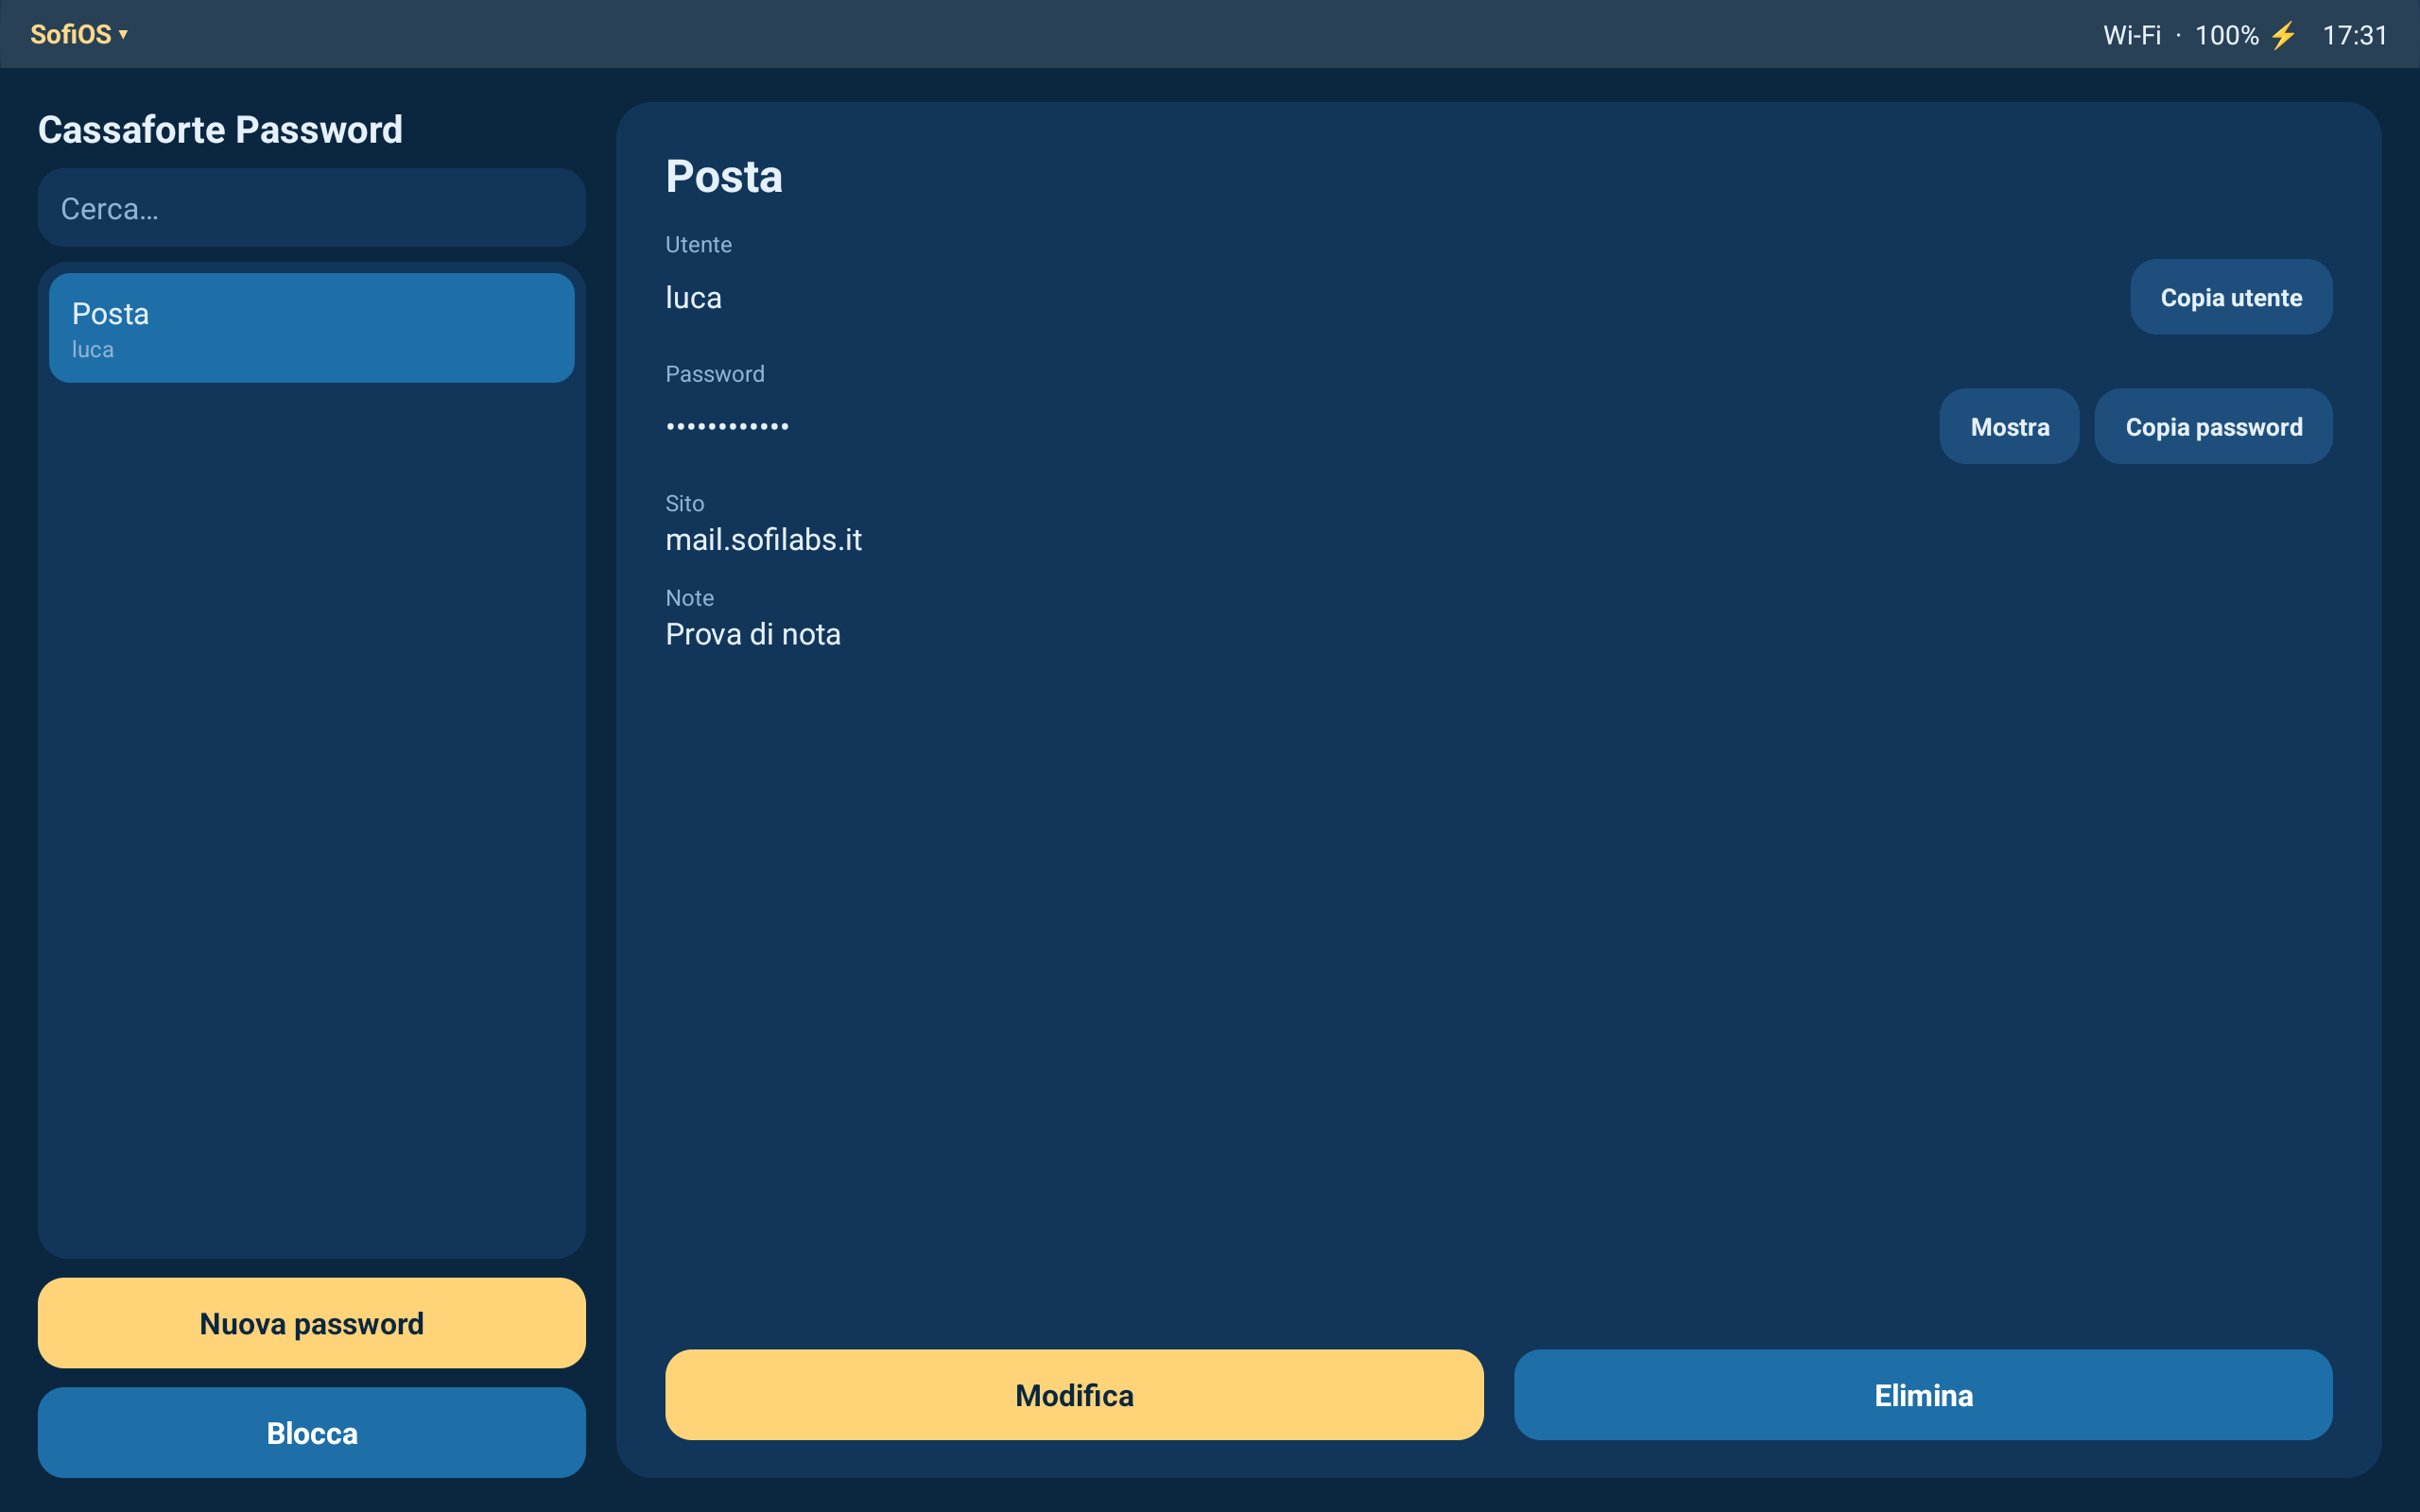 SofiOS ▾
Wi-Fi · 100% ⚡ 17:31
Cassaforte Password
Cerca...
Posta
luca
Nuova password
Blocca
Posta
Utente
luca
Copia utente
Password
••••••••••••
Mostra
Copia password
Sito
mail.sofilabs.it
Note
Prova di nota
Modifica
Elimina